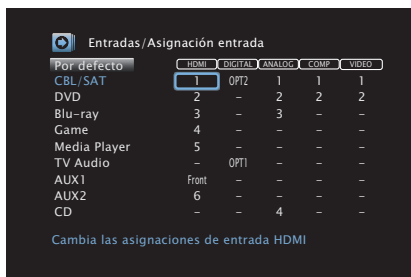 Entradas/Asignación entrada
Por defecto HDMI DIGITAL ANALOG COMP VIDEO
CBL/SAT 1 OPT2 1 1 1
DVD 2 – 2 2 2
Blu-ray 3 – 3 – –
Game 4 – – – –
Media Player 5 – – – –
TV Audio – OPT1 – – –
AUX1 Front – – – –
AUX2 6 – – – –
CD – – 4 – –
Cambia las asignaciones de entrada HDMI